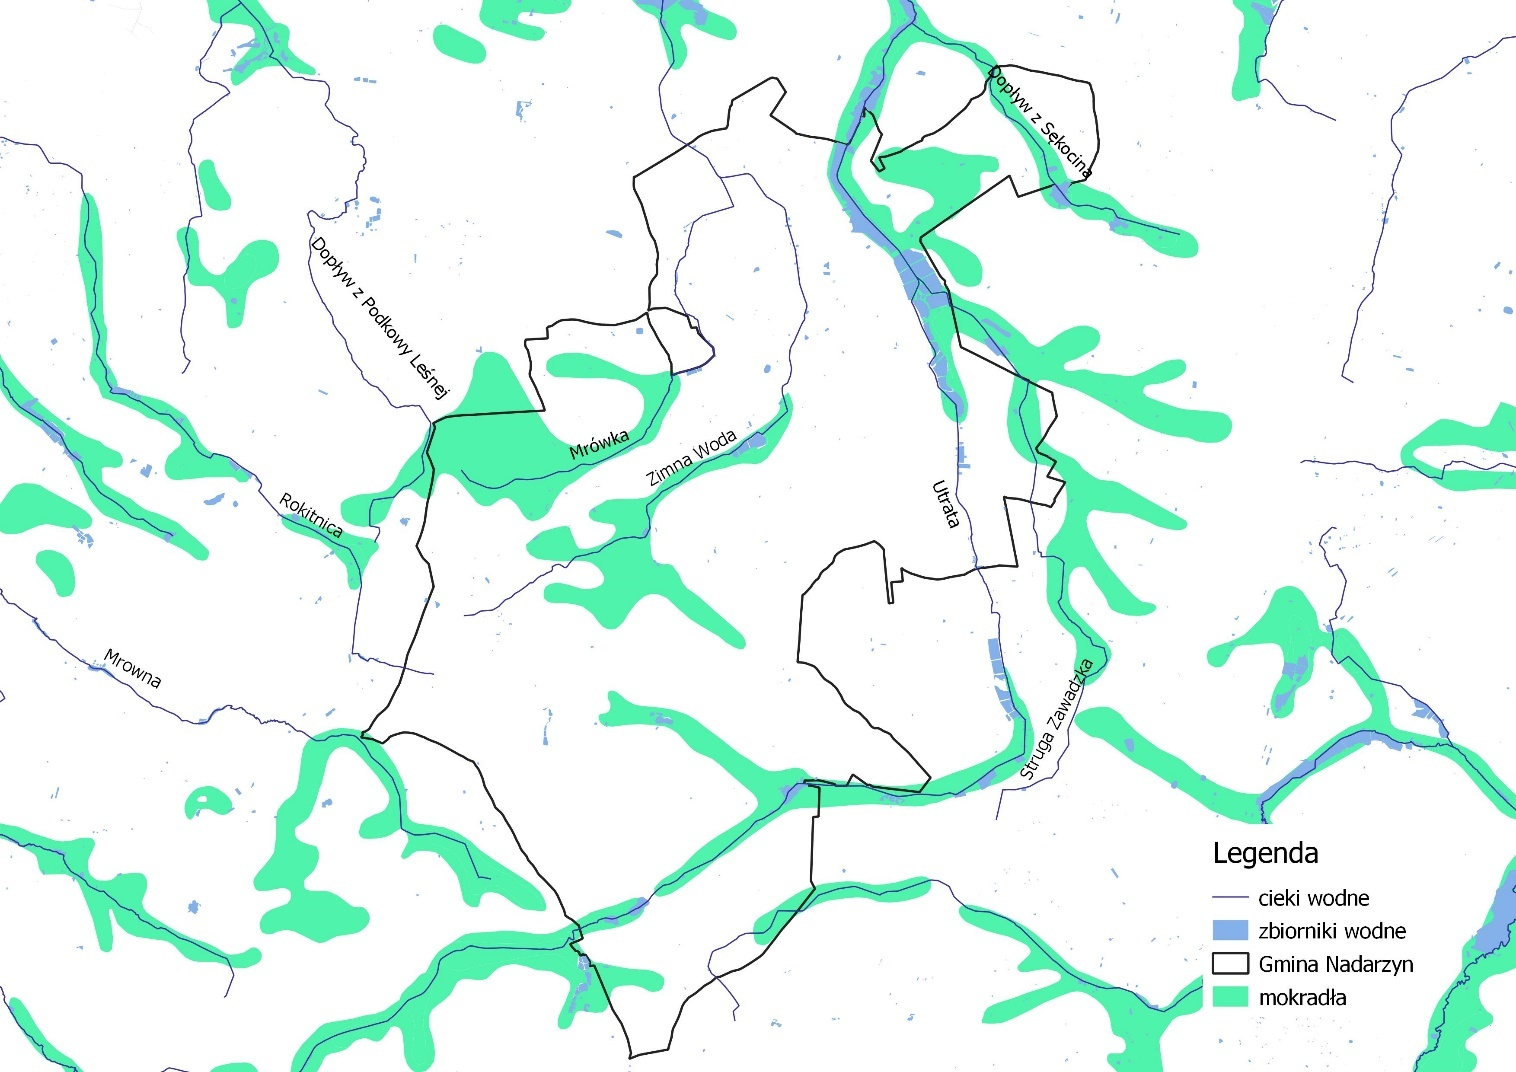 Dopływ z Sękocina
Dopływ z Podkowy Leśnej
Mrówka
Zimna Woda
Utrata
Rokitnica
Mrowna
Struga Zawadzka
Legenda
cieki wodne
zbiorniki wodne
Gmina Nadarzyn
mokradła